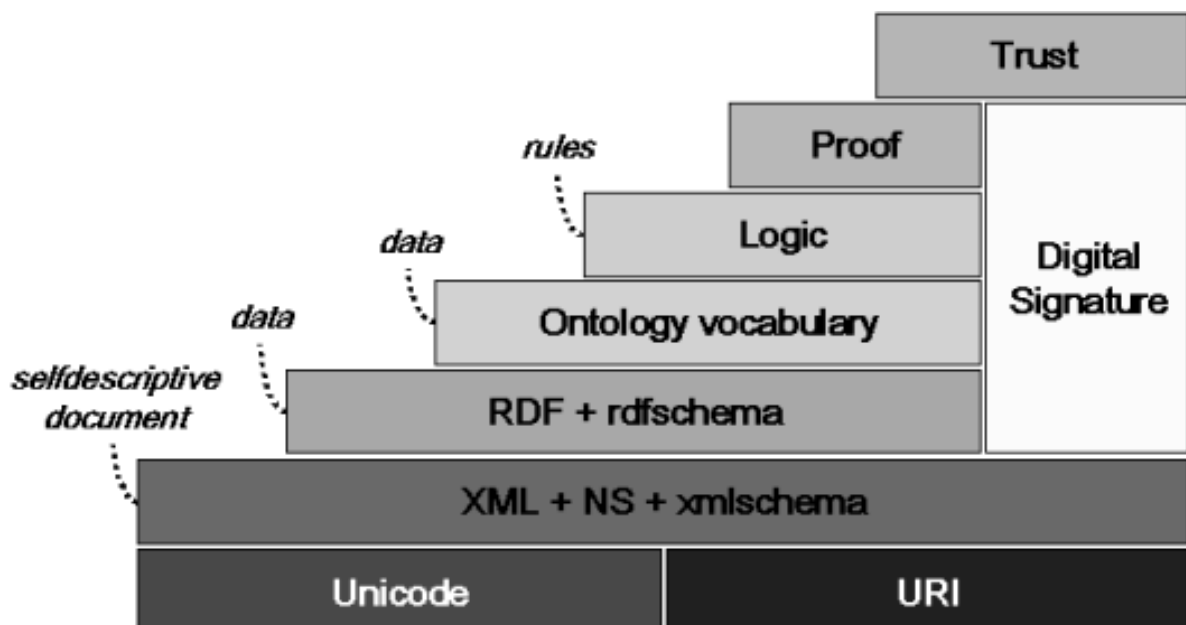 Trust
Proof
rules
Logic
data
Digital
Signature
Ontology vocabulary
data
selfdescriptive
document
RDF + rdfschema
XML + NS + xmlschema
Unicode
URI